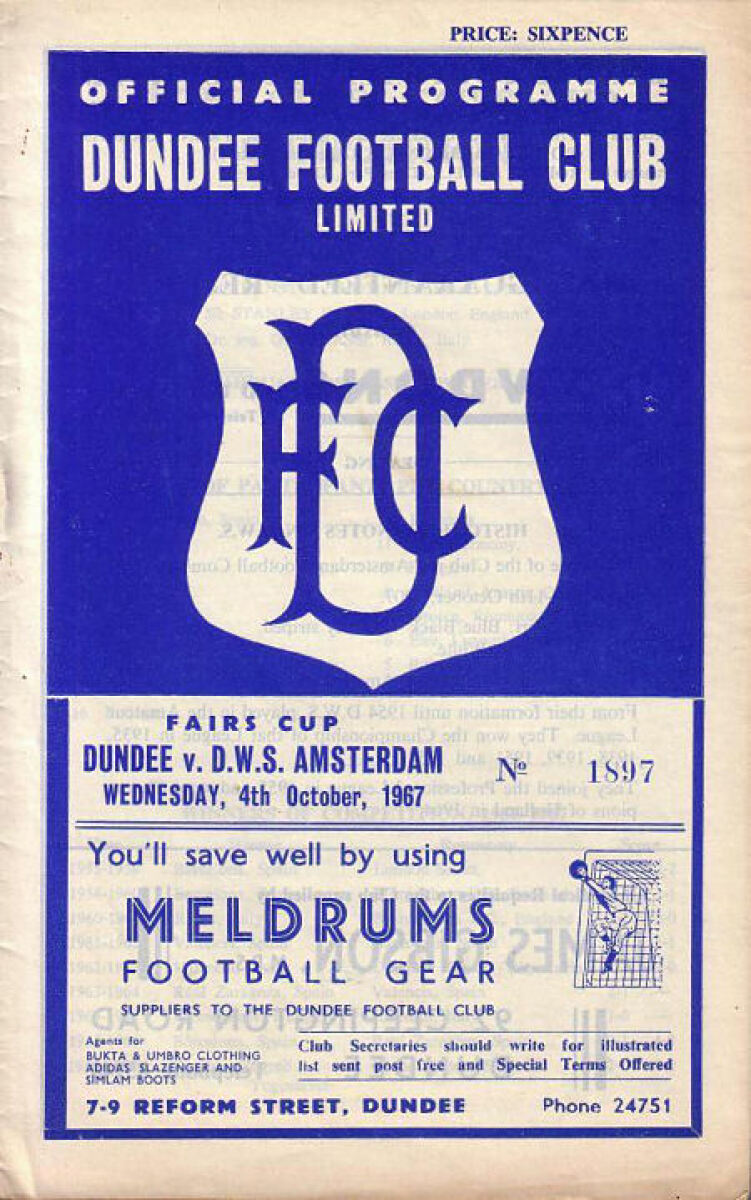 PRICE: SIXPENCE
OFFICIAL PROGRAMME
DUNDEE FOOTBALL CLUB
LIMITED
DFC
FAIRS CUP
DUNDEE v. D.W.S. AMSTERDAM
WEDNESDAY, 4th October, 1967
Nº 1897
You'll save well by using
MELDRUMS
FOOTBALL GEAR
SUPPLIERS TO THE DUNDEE FOOTBALL CLUB
Agents for
BUKTA & UMBRO CLOTHING
ADIDAS SLAZENGER AND
SIMLAM BOOTS
Club Secretaries should write for illustrated
list sent post free and Special Terms Offered
7-9 REFORM STREET, DUNDEE
Phone 24751